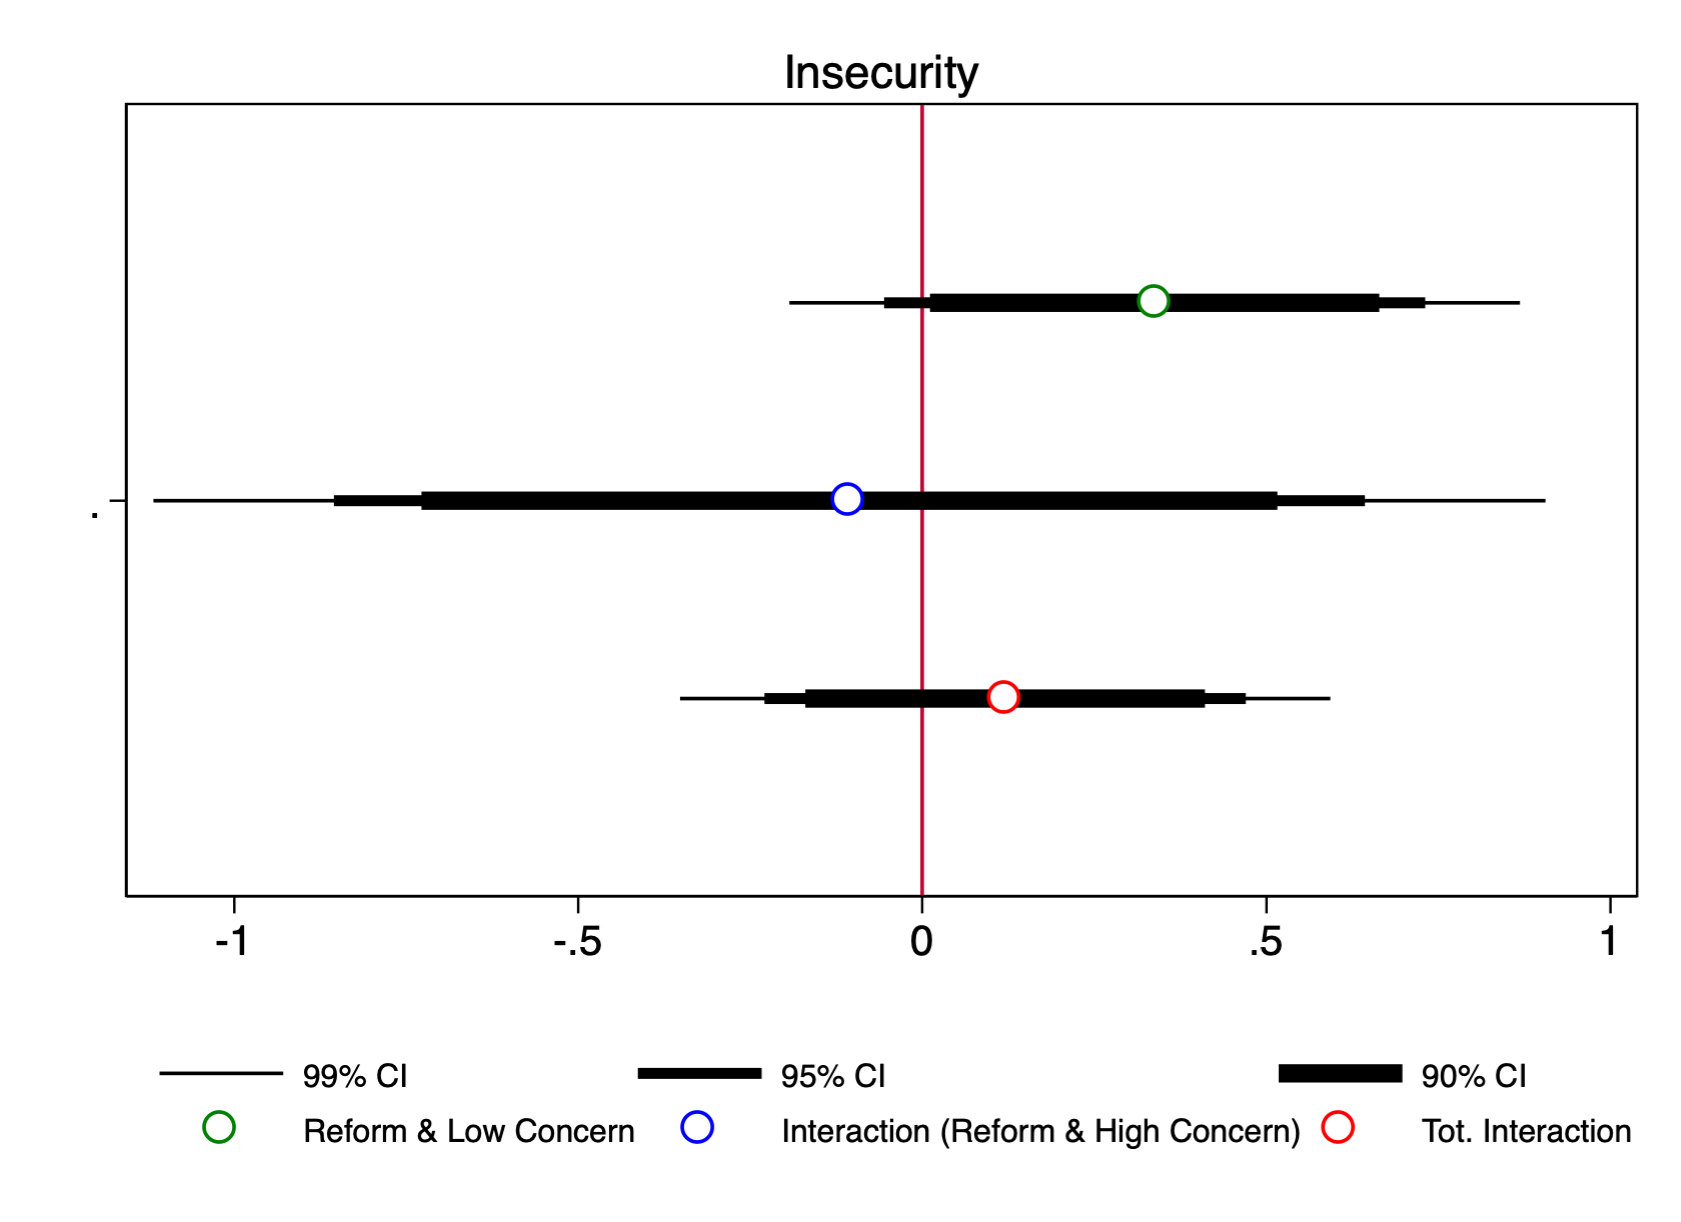 Insecurity
.
-1 -.5 0 .5 1
99% CI 95% CI 90% CI
Reform & Low Concern Interaction (Reform & High Concern) Tot. Interaction